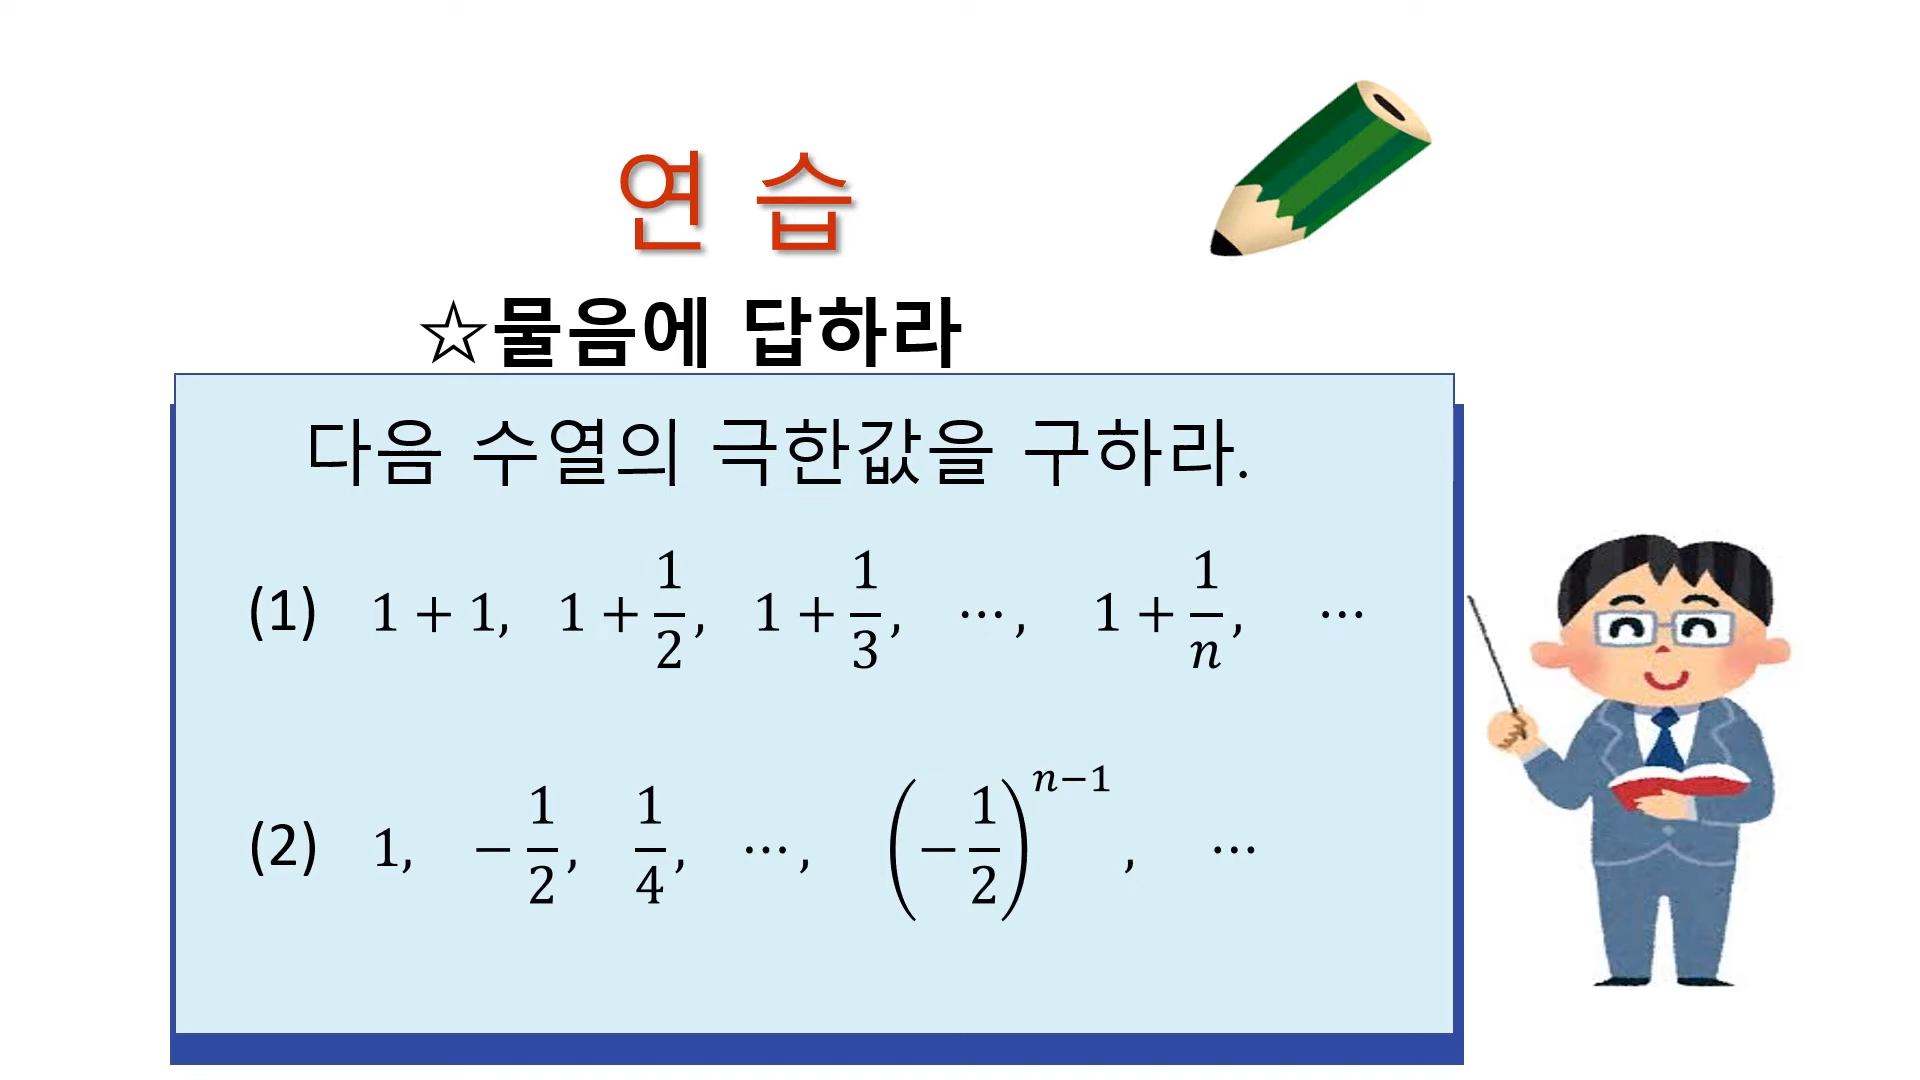 연 습
☆물음에 답하라
다음 수열의 극한값을 구하라.
(1) 1 + 1, 1 + 1/2, 1 + 1/3, ⋯, 1 + 1/n, ⋯
(2) 1, −1/2, 1/4, ⋯, (−1/2)^{n−1}, ⋯